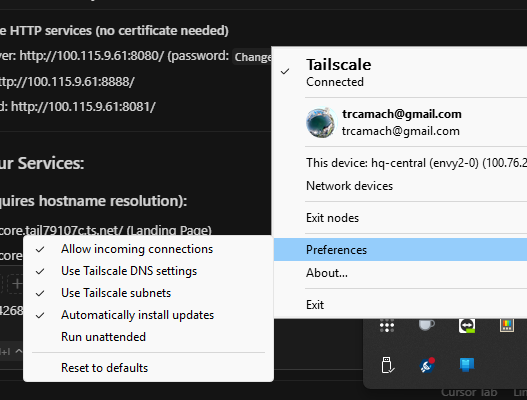 e HTTP services (no certificate needed)
ver: http://100.115.9.61:8080/ (password: Change
ttp://100.115.9.61:8888/
d: http://100.115.9.61:8081/
ur Services:
quires hostname resolution):
core.tail79107c.ts.net/ (Landing Page)
core
4268
Tailscale
Connected
trcamach@gmail.com
trcamach@gmail.com
This device: hq-central (envy2-0) (100.76.2
Network devices
Exit nodes
Preferences
About...
Exit
Allow incoming connections
Use Tailscale DNS settings
Use Tailscale subnets
Automatically install updates
Run unattended
Reset to defaults
Cursor Tab